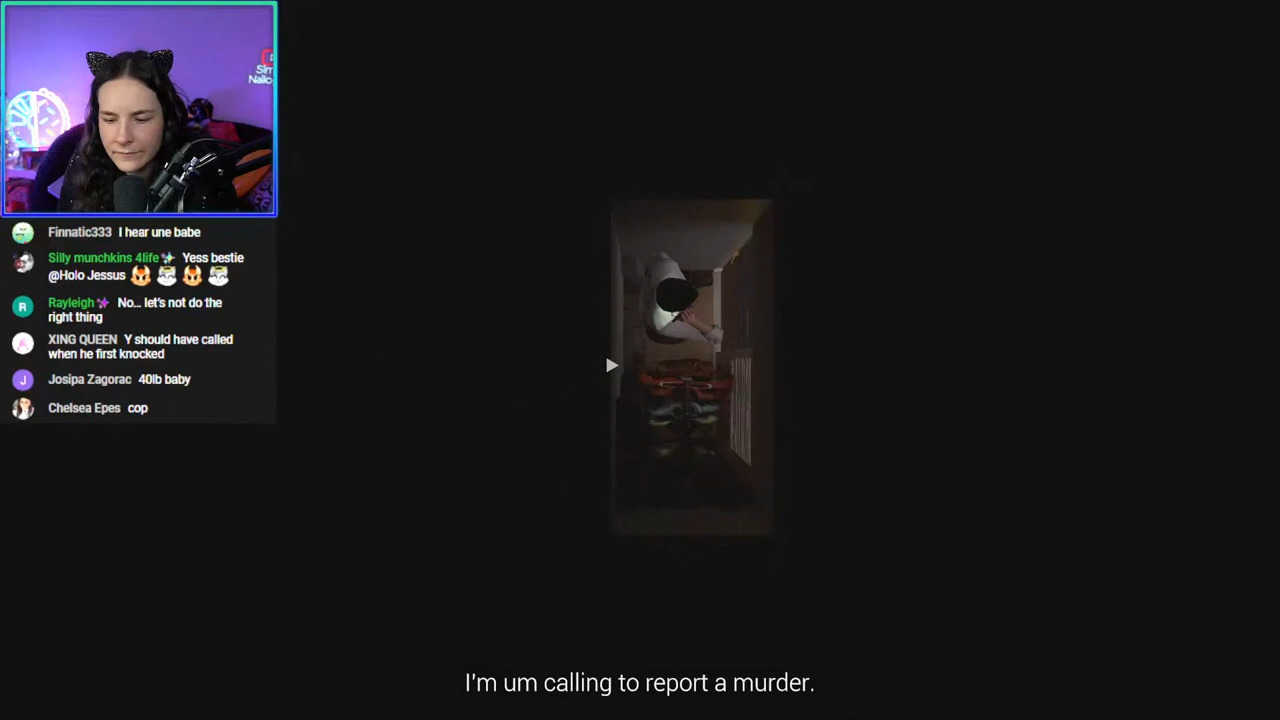 Finnatic333 I hear une babe
Silly munchkins 4life Yess bestie
@Holo Jessus
Rayleigh No... let's not do the
right thing
XING QUEEN Y should have called
when he first knocked
J Josipa Zagorac 40lb baby
Chelsea Epes cop
I'm um calling to report a murder.